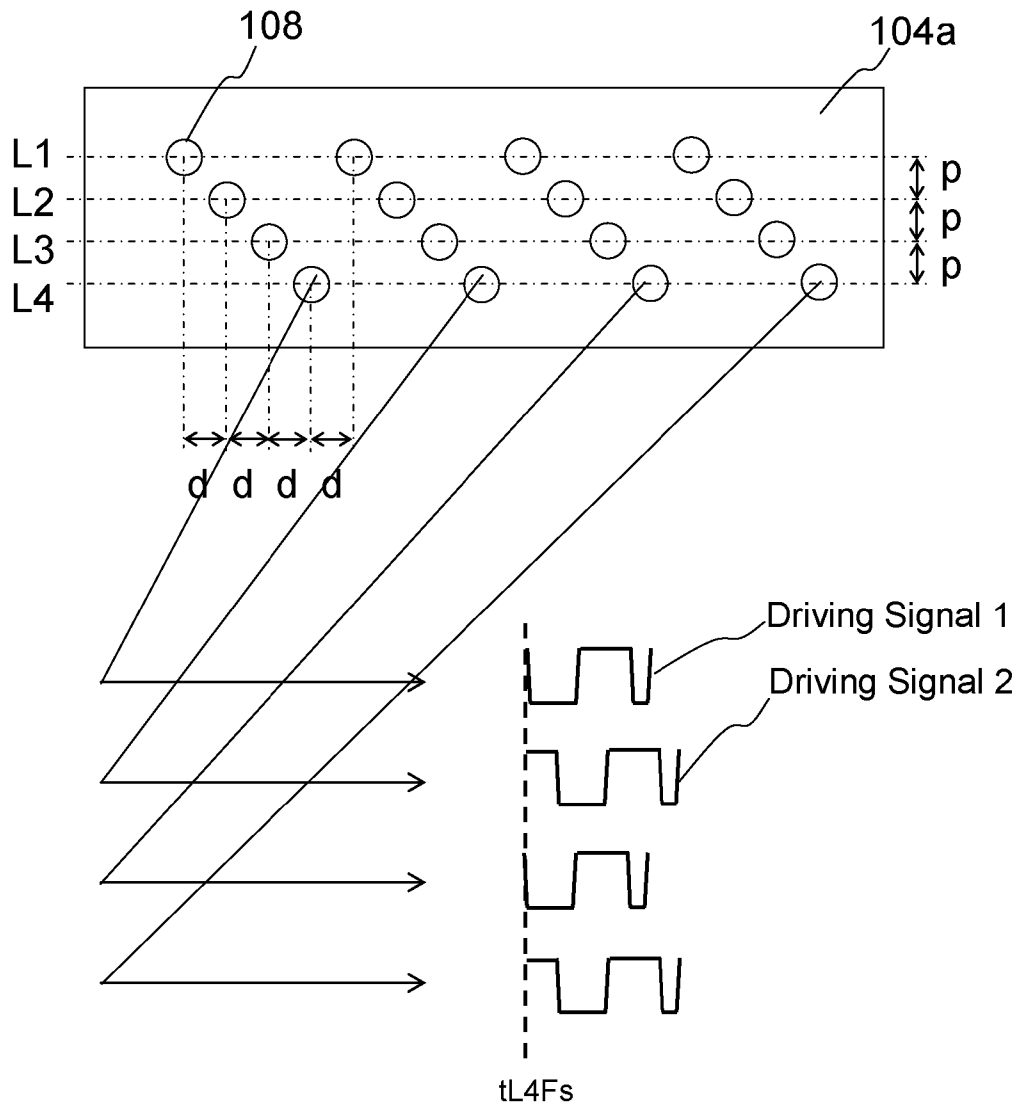 108
104a
L1
L2
L3
L4
p
p
p
d d d d
Driving Signal 1
Driving Signal 2
tL4Fs